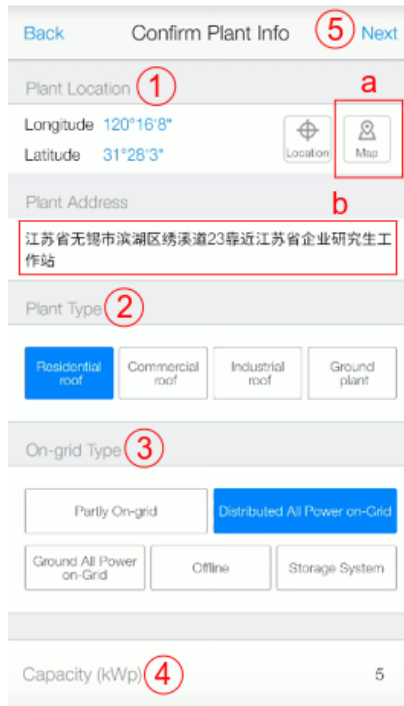 Back Confirm Plant Info 5 Next
Plant Location 1 a
Longitude 120°16'8"
Latitude 31°28'3"
Location Map
Plant Address b
江苏省无锡市滨湖区绣溪道23靠近江苏省企业研究生工
作站
Plant Type 2
Residential Commercial Industrial Ground
roof roof roof plant
On-grid Type 3
Partly On-grid Distributed All Power on-Grid
Ground All Power
on-Grid Offline Storage System
Capacity (kWp) 4 5